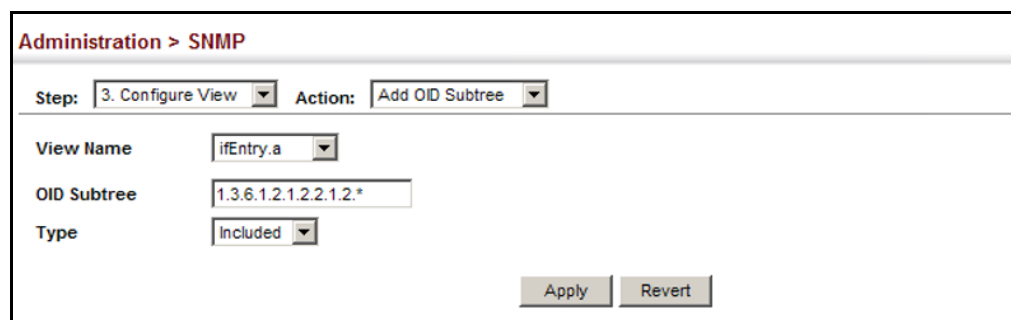 Administration > SNMP
Step: 3. Configure View Action: Add OID Subtree
View Name ifEntry.a
OID Subtree 1.3.6.1.2.1.2.2.1.2.*
Type Included
Apply Revert